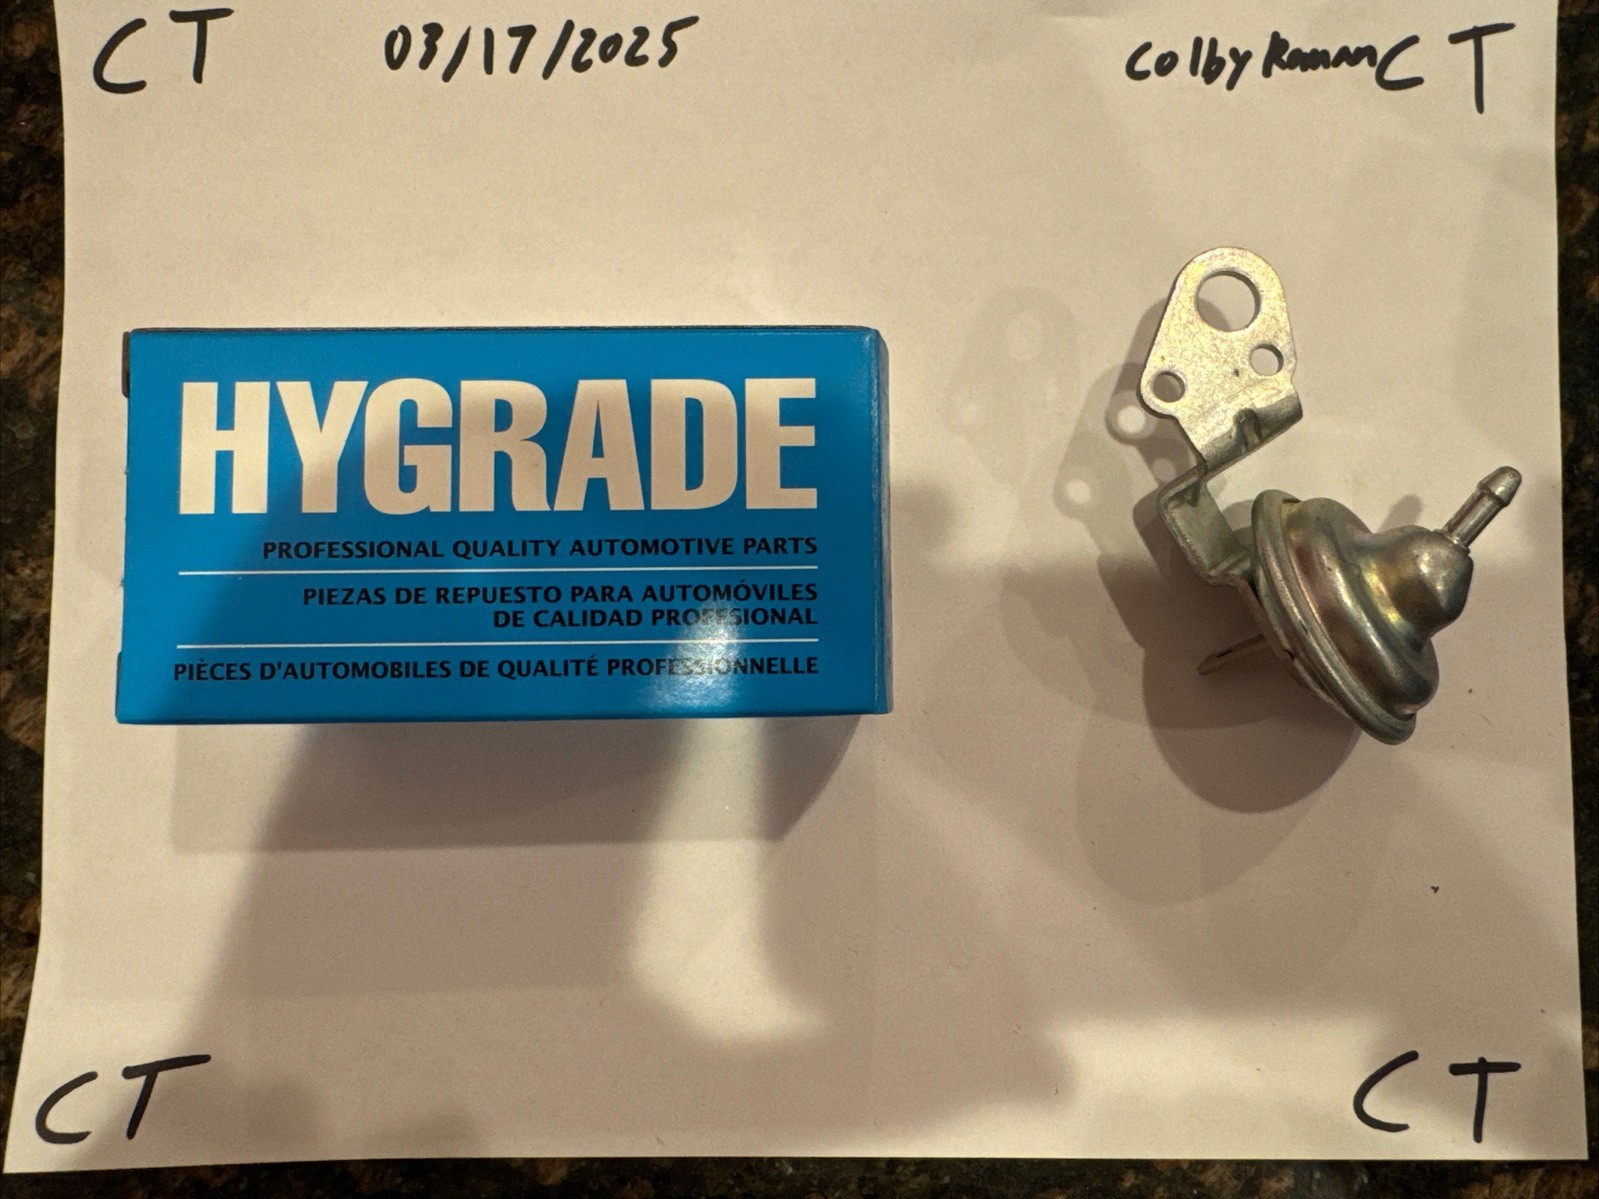 CT 03/17/2025 Colby Roman CT
HYGRADE
PROFESSIONAL QUALITY AUTOMOTIVE PARTS
PIEZAS DE REPUESTO PARA AUTOMÓVILES
DE CALIDAD PROFESIONAL
PIÈCES D'AUTOMOBILES DE QUALITÉ PROFESSIONNELLE
CT CT